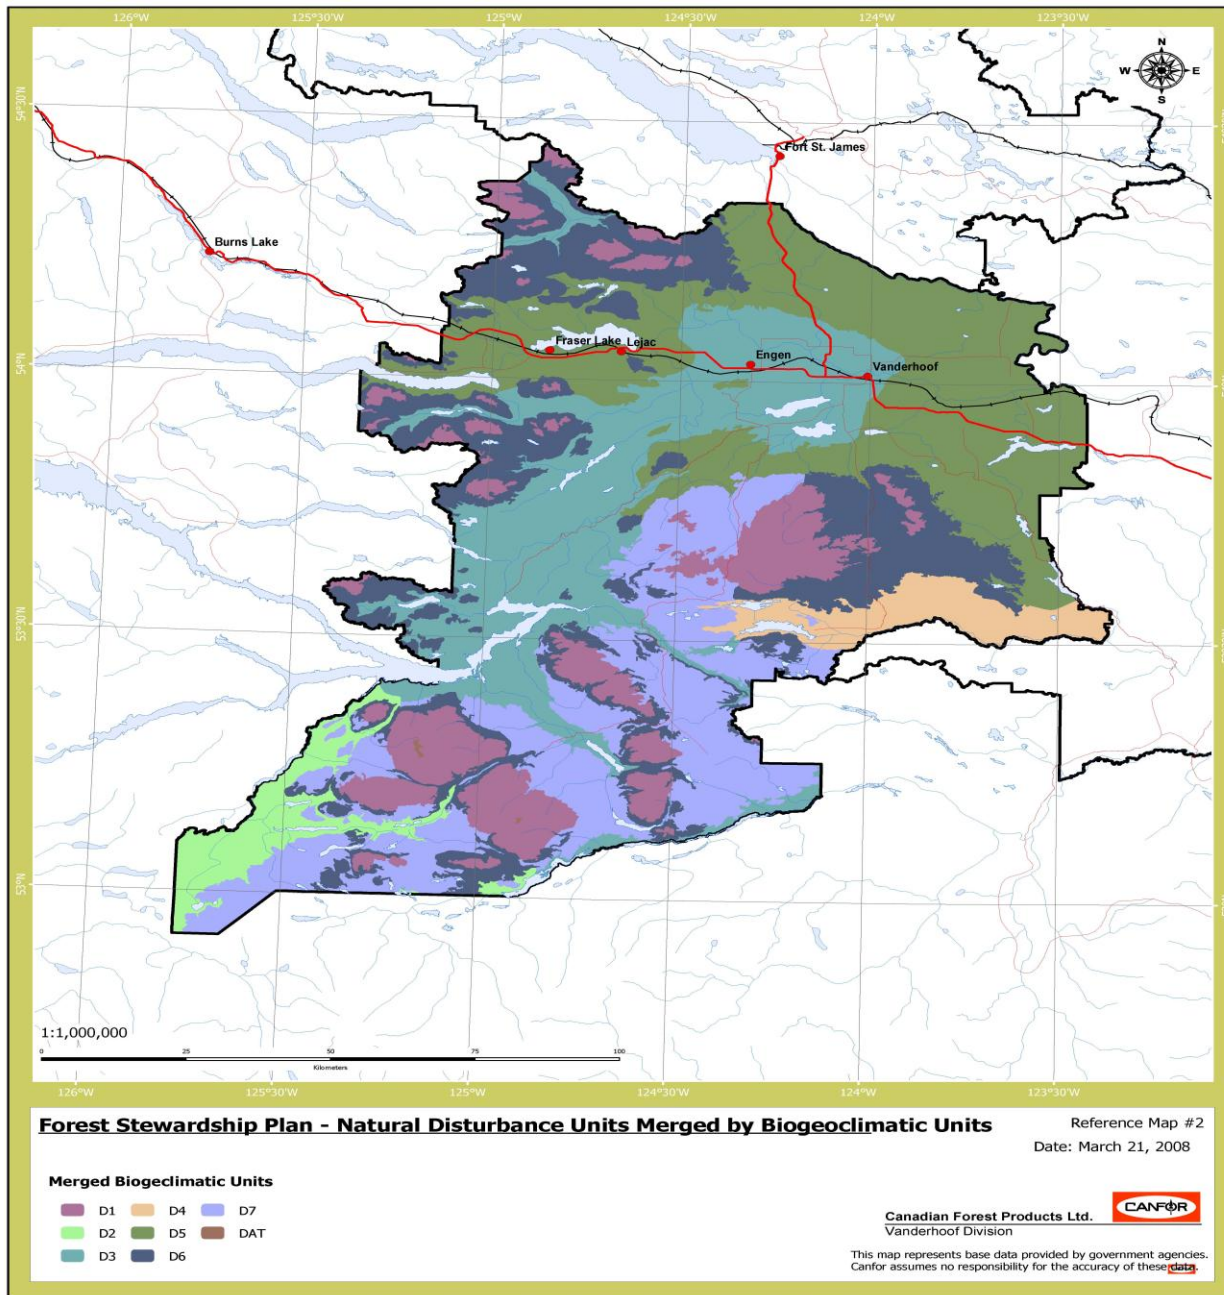 126°W 125°30'W 125°W 124°30'W 124°W 123°30'W
54°30'N
N
W E
S
Fort St. James
Burns Lake
Fraser Lake Lejac
Engen
Vanderhoof
54°N
53°30'N
53°N
1:1,000,000
0 25 50 75 100
Kilometers
126°W 125°30'W 125°W 124°30'W 124°W 123°30'W
Forest Stewardship Plan - Natural Disturbance Units Merged by Biogeoclimatic Units
Reference Map #2
Date: March 21, 2008
Merged Biogeclimatic Units
D1 D4 D7
D2 D5 DAT
D3 D6
CANFOR
Canadian Forest Products Ltd.
Vanderhoof Division
This map represents base data provided by government agencies.
Canfor assumes no responsibility for the accuracy of these data.